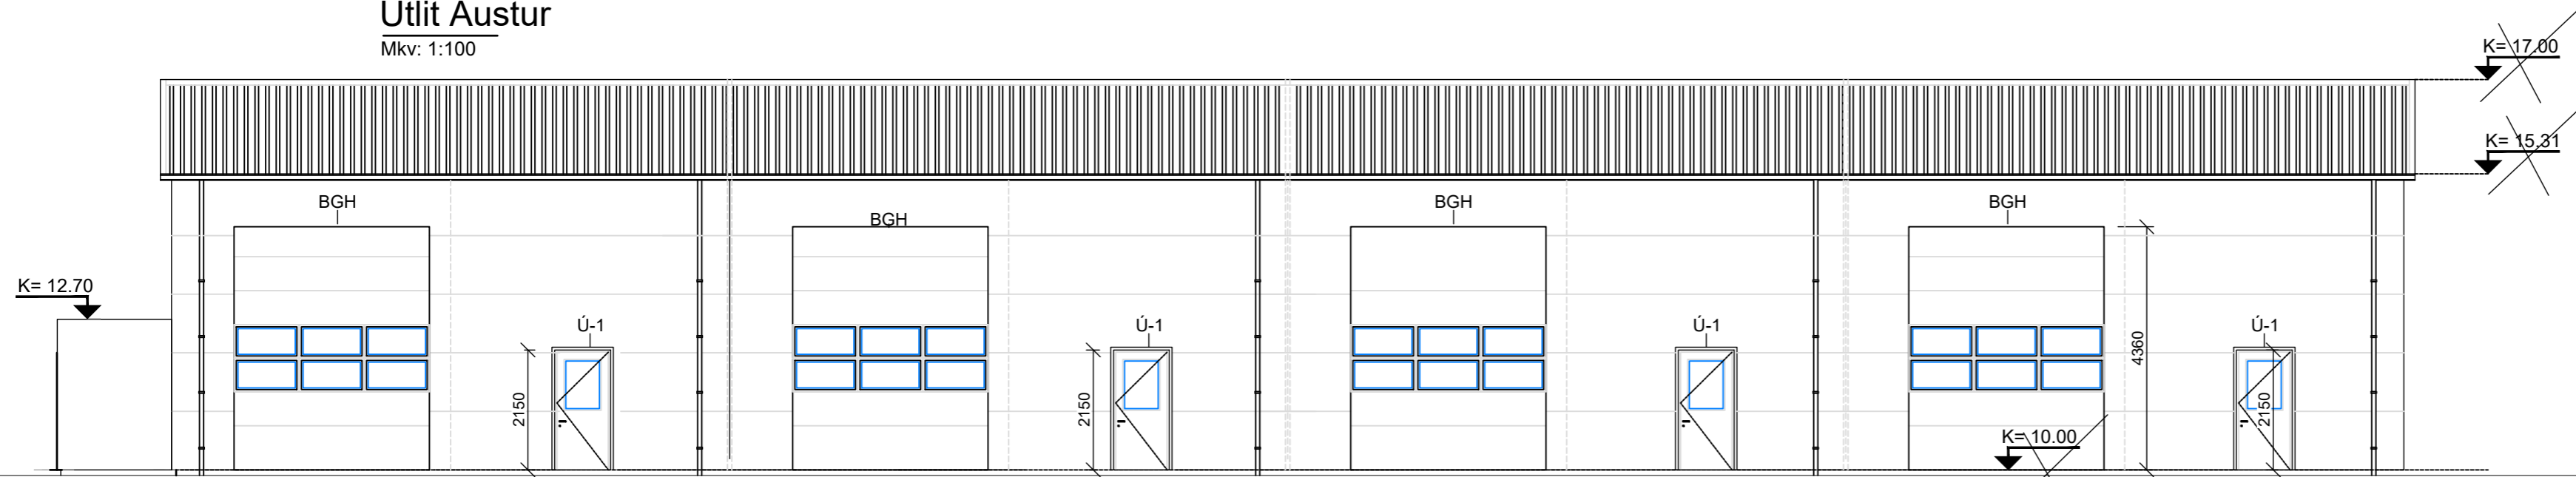 Útlit Austur
Mkv: 1:100
K= 17.00
K= 15.31
BGH
BGH
BGH
BGH
K= 12.70
Ú-1
Ú-1
Ú-1
Ú-1
4360
2150
2150
2150
K= 10.00